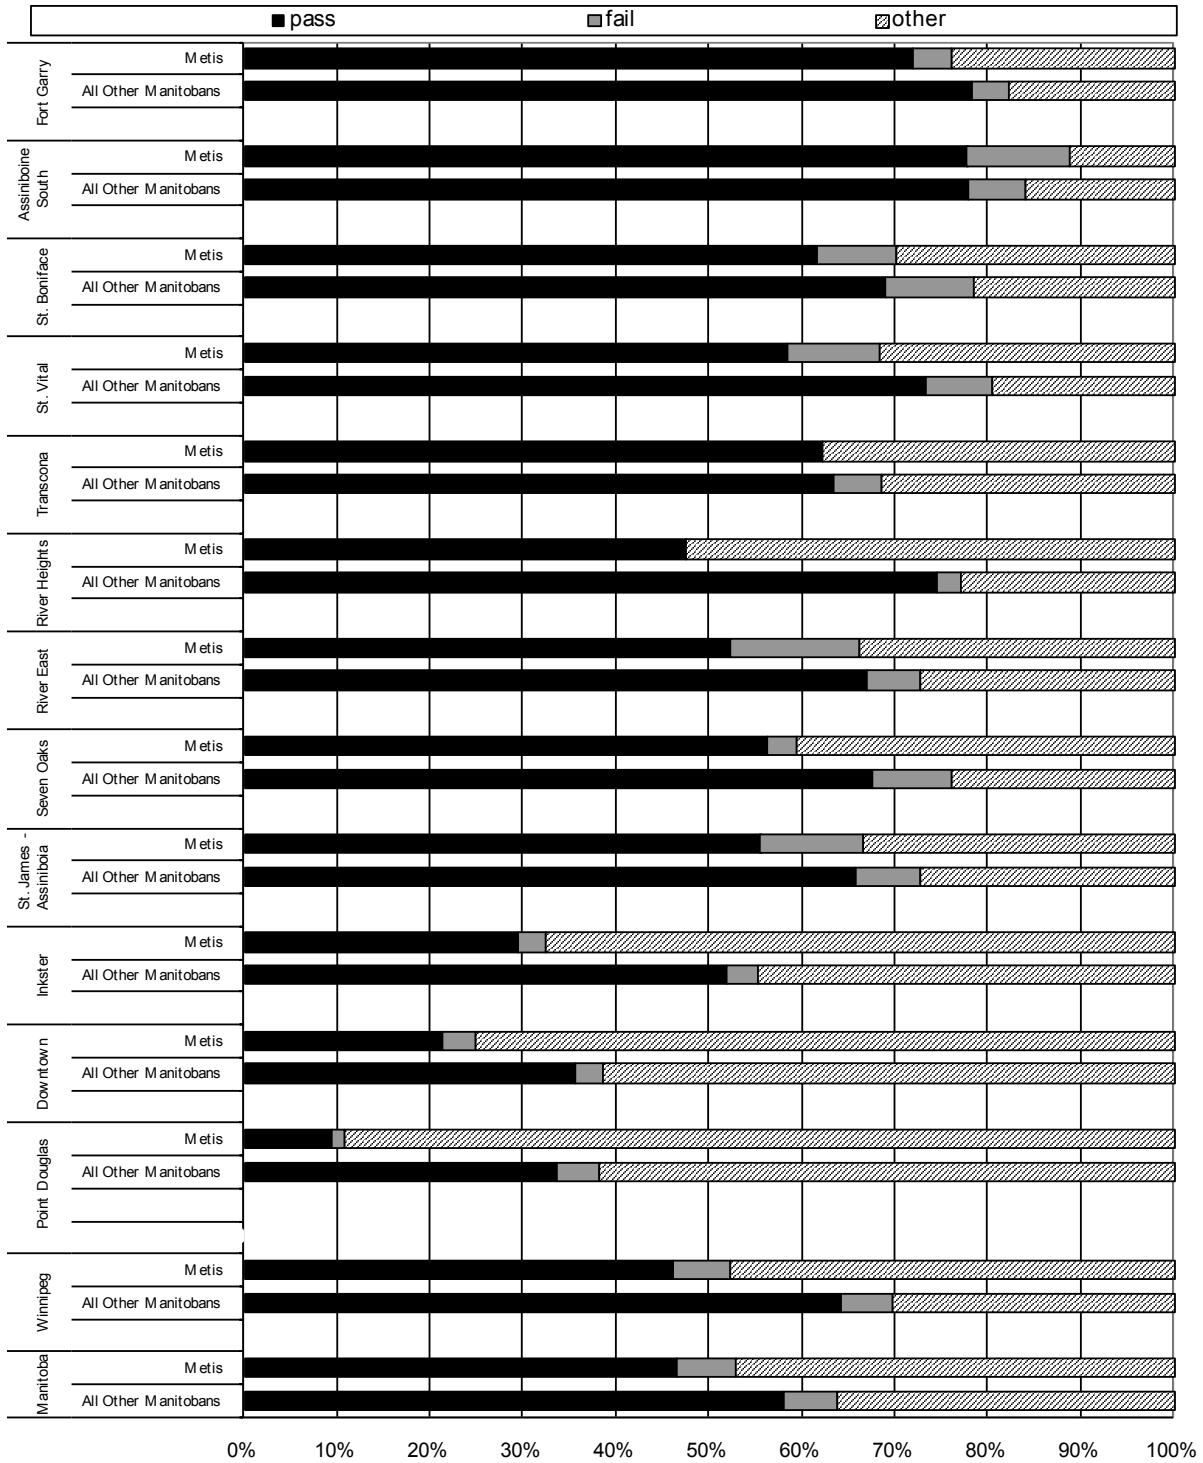 pass fail other
Fort Garry
Metis
All Other Manitobans
Assiniboine
South
Metis
All Other Manitobans
St. Boniface
Metis
All Other Manitobans
St. Vital
Metis
All Other Manitobans
Transcona
Metis
All Other Manitobans
River Heights
Metis
All Other Manitobans
River East
Metis
All Other Manitobans
Seven Oaks
Metis
All Other Manitobans
St. James -
Assiniboia
Metis
All Other Manitobans
Inkster
Metis
All Other Manitobans
Downtown
Metis
All Other Manitobans
Point Douglas
Metis
All Other Manitobans
Winnipeg
Metis
All Other Manitobans
Manitoba
Metis
All Other Manitobans
0% 10% 20% 30% 40% 50% 60% 70% 80% 90% 100%